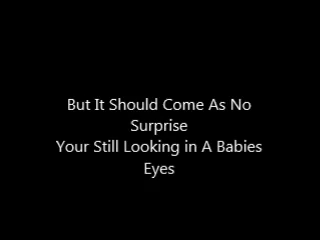 But It Should Come As No
Surprise
Your Still Looking in A Babies
Eyes